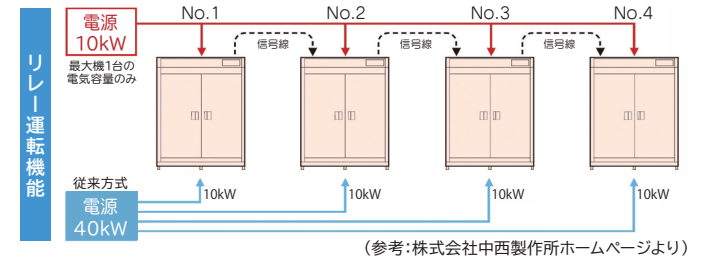 リレー運転機能
電源
10kW
最大機1台の
電気容量のみ
No.1
No.2
No.3
No.4
信号線
信号線
信号線
従来方式
電源
40kW
10kW
10kW
10kW
10kW
(参考:株式会社中西製作所ホームページより)